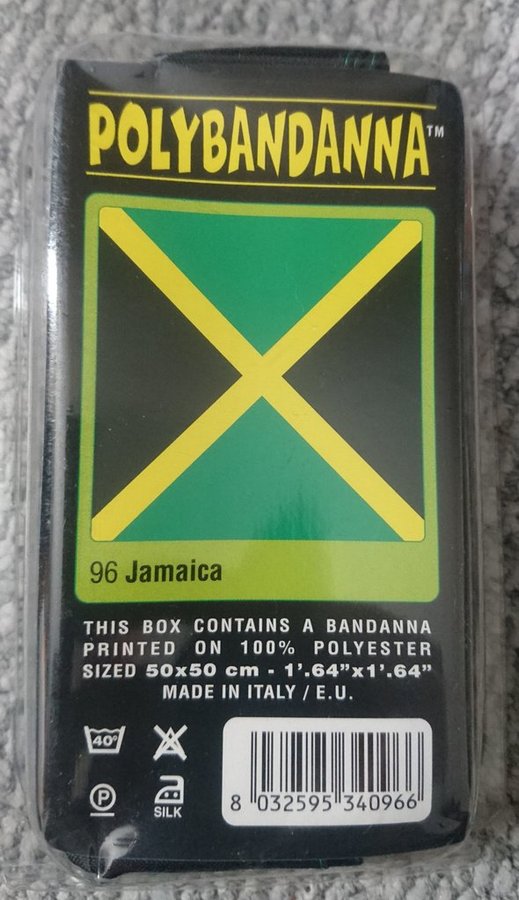 POLYBANDANNA™
96 Jamaica
THIS BOX CONTAINS A BANDANNA
PRINTED ON 100% POLYESTER
SIZED 50x50 cm - 1'.64"x1'.64"
MADE IN ITALY / E.U.
40°
P
SILK
8 032595 340966